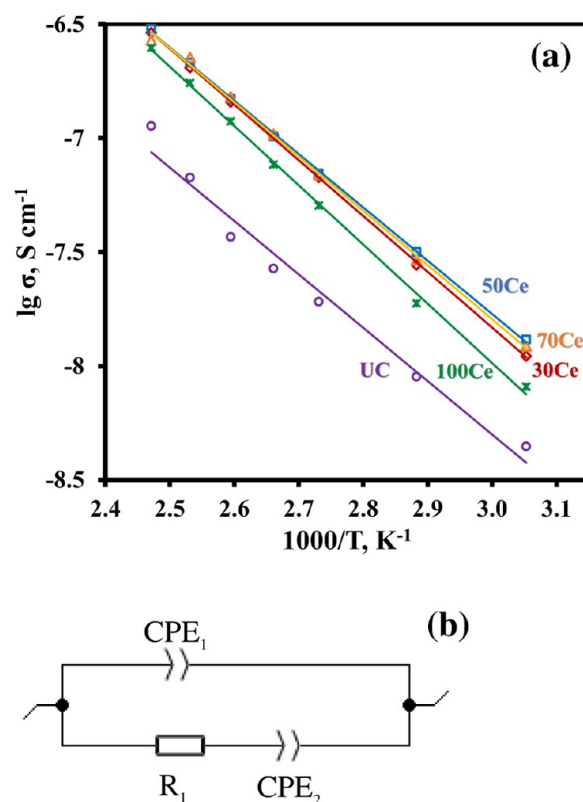 (a)
-6.5
-7
-7.5
-8
-8.5
lg σ, S cm⁻¹
50Ce
70Ce
UC
100Ce
30Ce
2.4 2.5 2.6 2.7 2.8 2.9 3.0 3.1
1000/T, K⁻¹
(b)
CPE₁
R₁ CPE₂